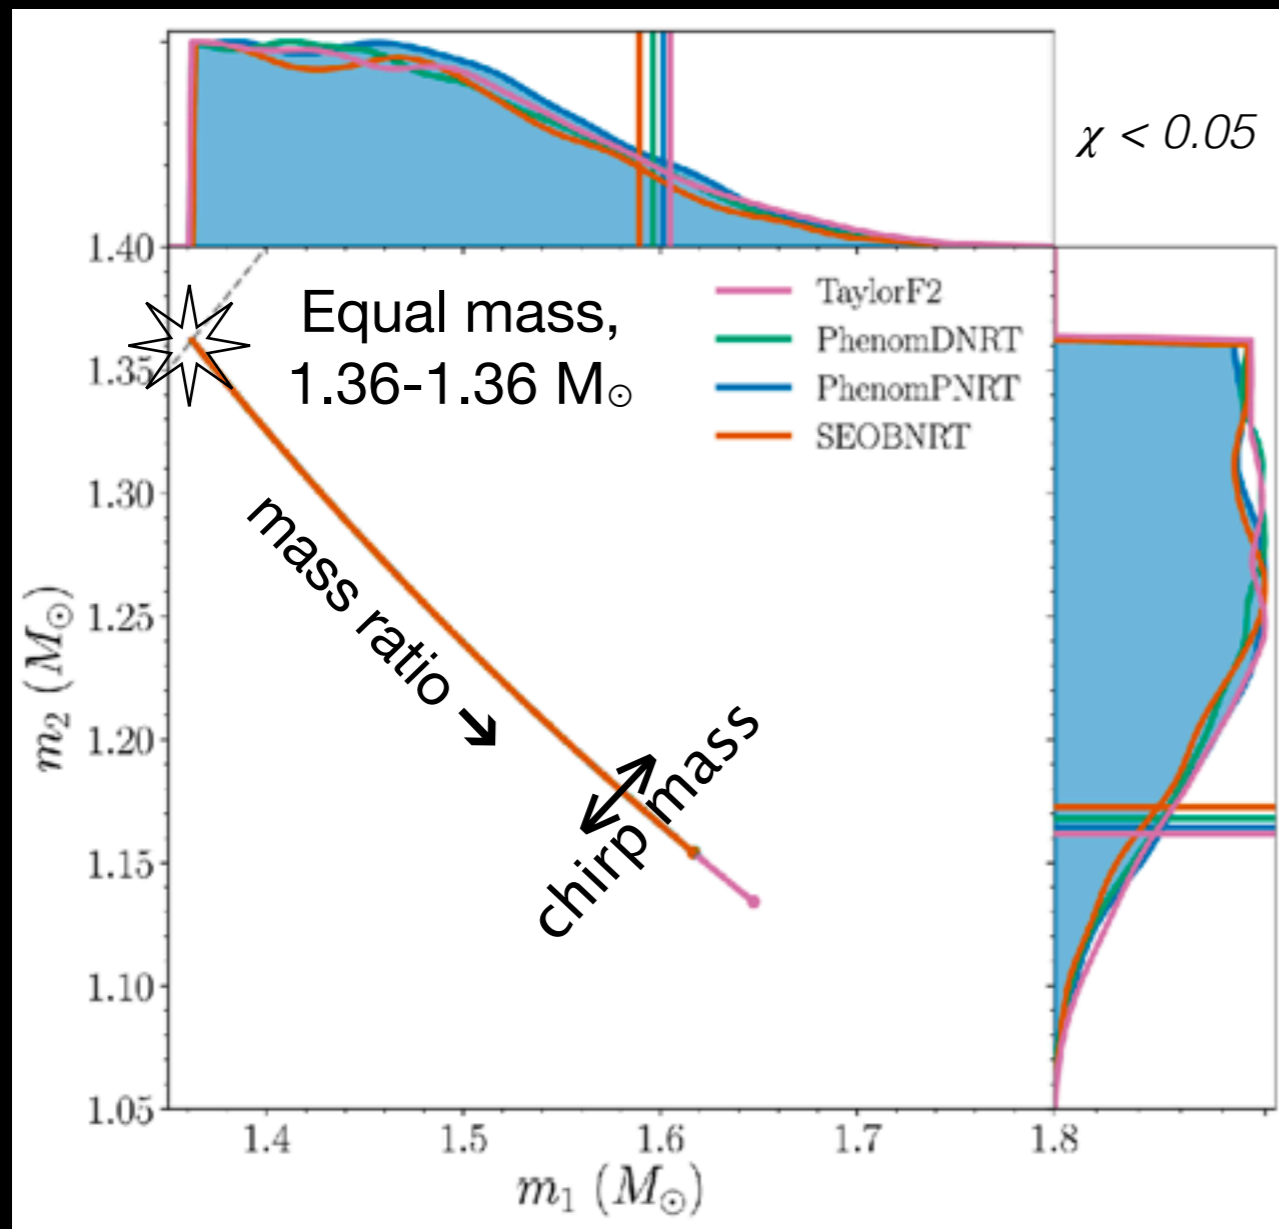 χ < 0.05
1.40
1.35
1.30
1.25
1.20
1.15
1.10
1.05
m₂ (M☉)
Equal mass,
1.36-1.36 M☉
TaylorF2
PhenomDNRT
PhenomPNRT
SEOBNRT
mass ratio →
chirp mass
1.4
1.5
1.6
1.7
1.8
m₁ (M☉)